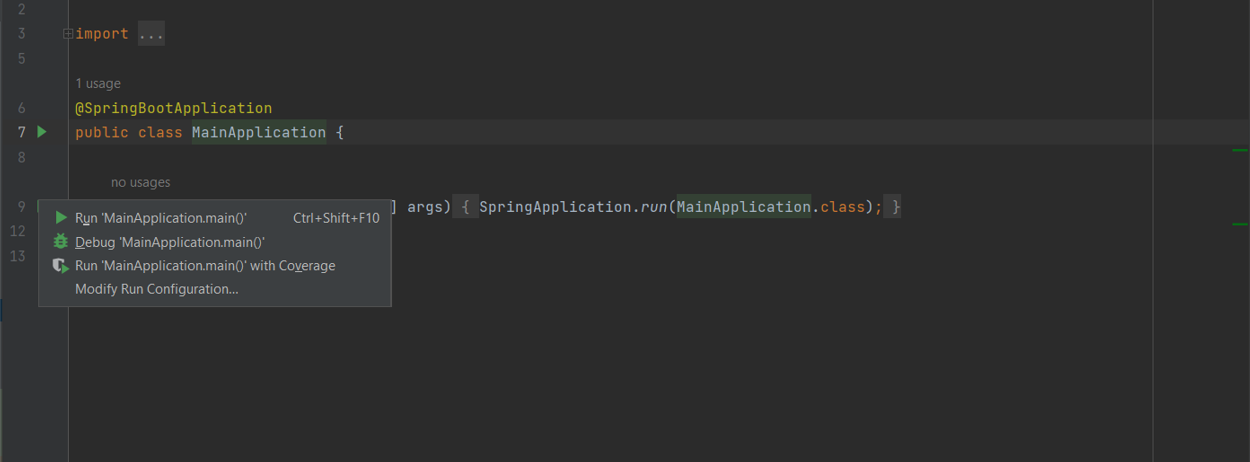 2
3 import ...
5
1 usage
6 @SpringBootApplication
7 public class MainApplication {
8
no usages
9 ] args) { SpringApplication.run(MainApplication.class); }
12
13
Run 'MainApplication.main()' Ctrl+Shift+F10
Debug 'MainApplication.main()'
Run 'MainApplication.main()' with Coverage
Modify Run Configuration...